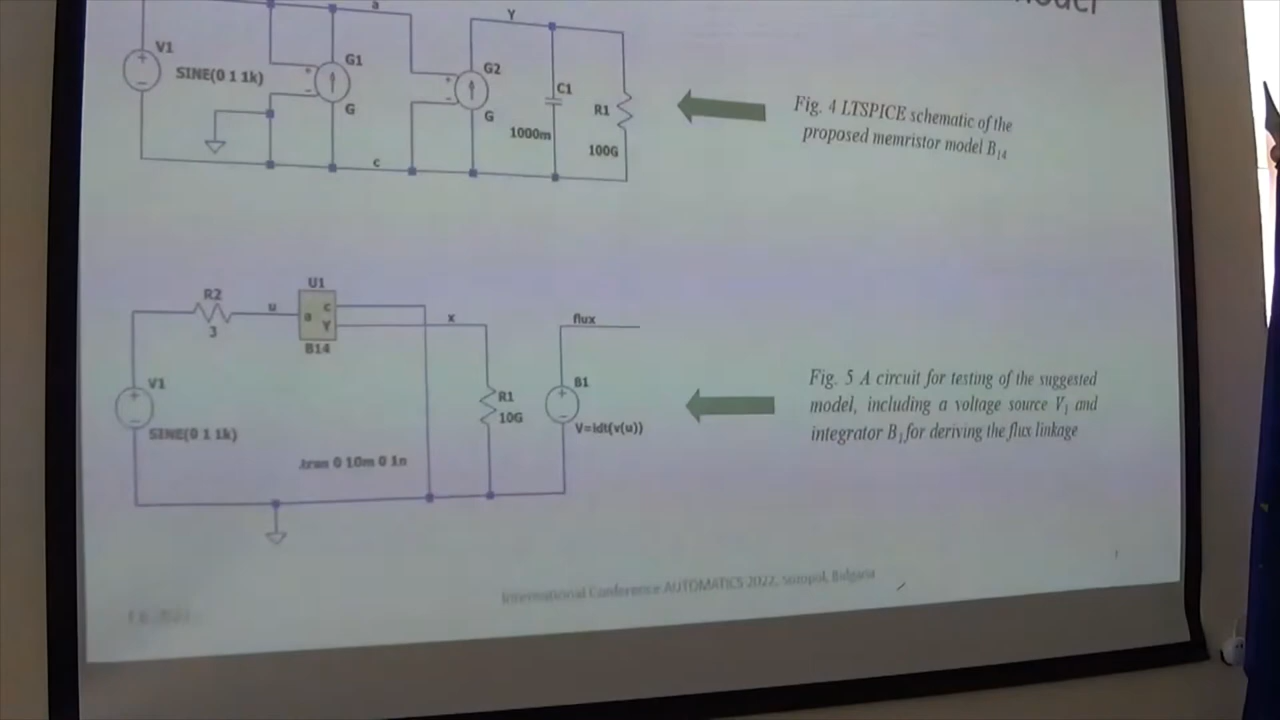 a
Y
V1
SINE(0 1 1k)
G1
G
G2
G
C1
1000m
R1
100G
c
Fig. 4 LTSPICE schematic of the
proposed memristor model B14
R2
3
u
U1
a
c
Y
B14
x
flux
V1
SINE(0 1 1k)
R1
10G
B1
V=idt(v(u))
.tran 0 10m 0 1n
Fig. 5 A circuit for testing of the suggested
model, including a voltage source V1 and
integrator B1 for deriving the flux linkage
International Conference AUTOMATICS 2022, Sozopol, Bulgaria